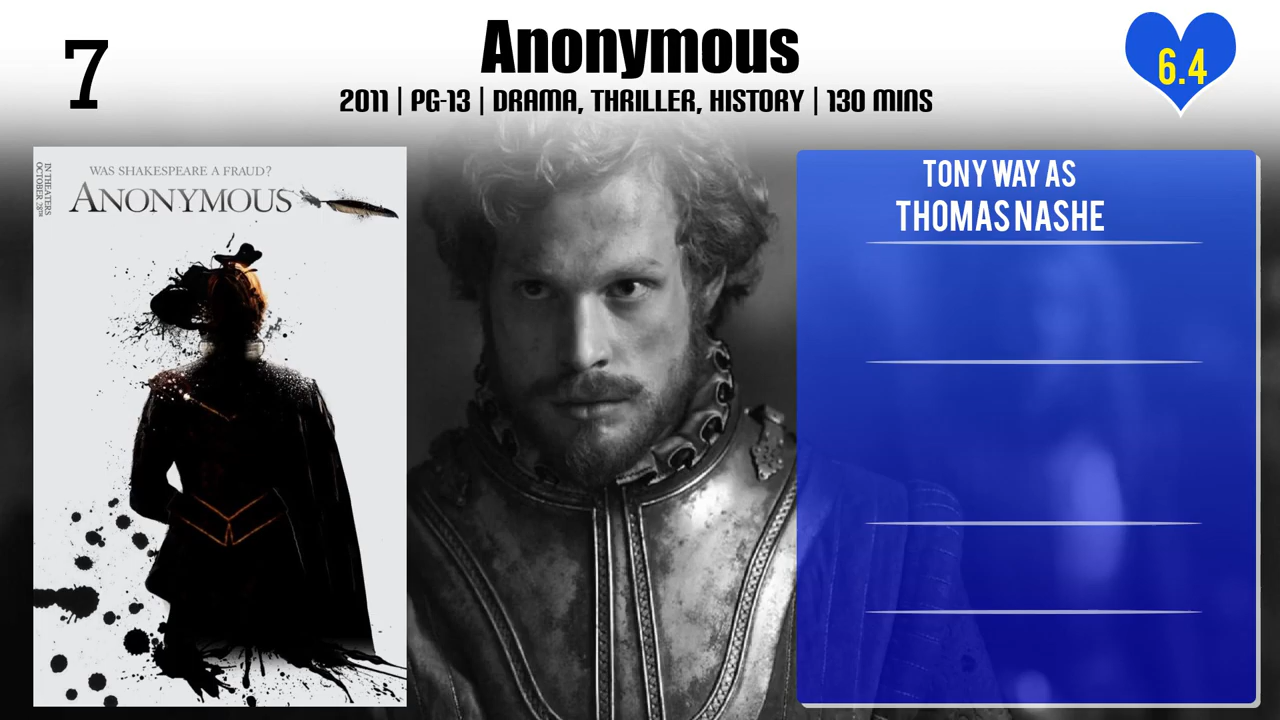 7
Anonymous
2011 | PG-13 | DRAMA, THRILLER, HISTORY | 130 MINS
6.4
IN THEATERS
OCTOBER 28TH
WAS SHAKESPEARE A FRAUD?
ANONYMOUS
TONY WAY AS
THOMAS NASHE